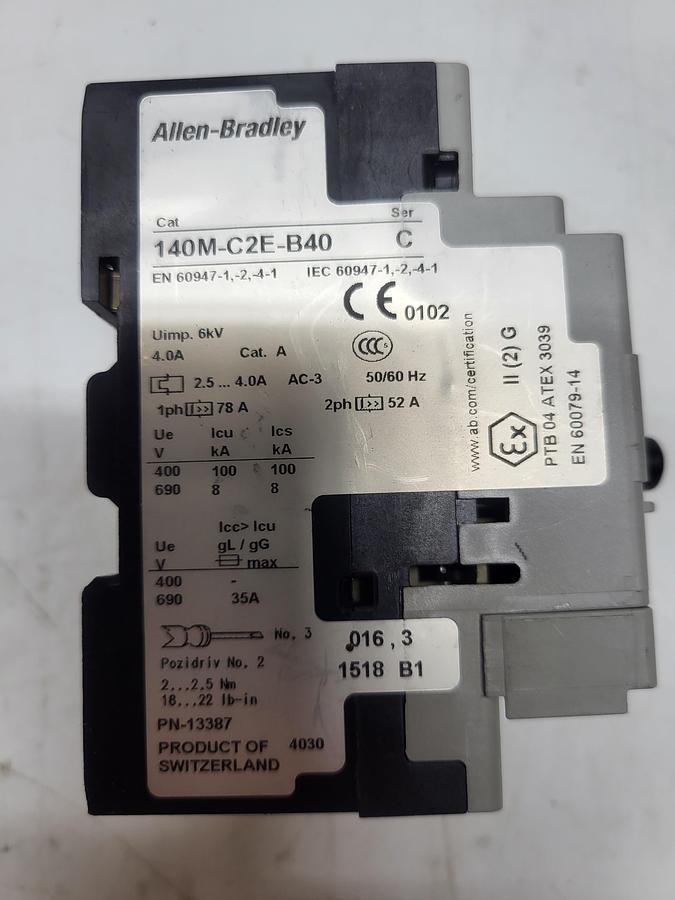 Allen-Bradley
Cat Ser
140M-C2E-B40 C
EN 60947-1,-2,-4-1 IEC 60947-1,-2,-4-1
CE 0102
Uimp. 6kV
4.0A Cat. A CCC S
2.5 ... 4.0A AC-3 50/60 Hz
1ph I>> 78 A 2ph I>> 52 A
Ue Icu Ics
V kA kA
400 100 100
690 8 8
Icc> Icu
Ue gL / gG
V max
400 -
690 35A
No. 3
Pozidriv No. 2
2...2.5 Nm
18...22 lb-in
PN-13387
PRODUCT OF 4030
SWITZERLAND
016 , 3
1518 B1
www.ab.com/certification
Ex II (2) G
PTB 04 ATEX 3039
EN 60079-14